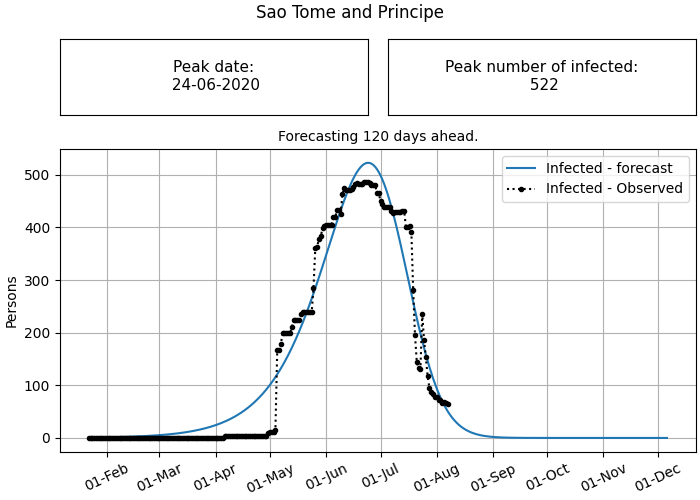 Sao Tome and Principe
Peak date:
24-06-2020
Peak number of infected:
522
Forecasting 120 days ahead.
Infected - forecast
Infected - Observed
Persons
500
400
300
200
100
0
01-Feb
01-Mar
01-Apr
01-May
01-Jun
01-Jul
01-Aug
01-Sep
01-Oct
01-Nov
01-Dec